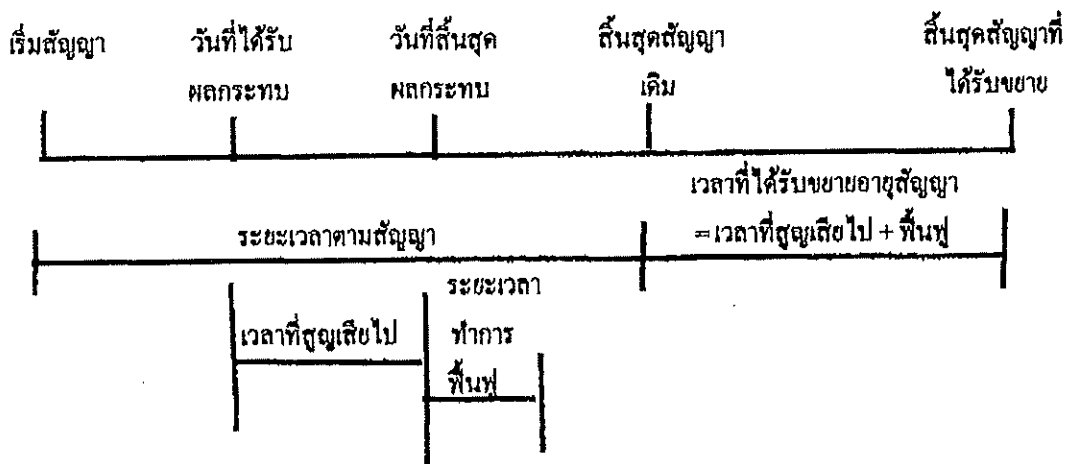 เริ่มสัญญา
วันที่ได้รับ
ผลกระทบ
วันที่สิ้นสุด
ผลกระทบ
สิ้นสุดสัญญา
เดิม
สิ้นสุดสัญญาที่
ได้รับขยาย
เวลาที่ได้รับขยายอายุสัญญา
=เวลาที่สูญเสียไป + ฟื้นฟู
ระยะเวลาตามสัญญา
เวลาที่สูญเสียไป
ระยะเวลา
ทำการ
ฟื้นฟู